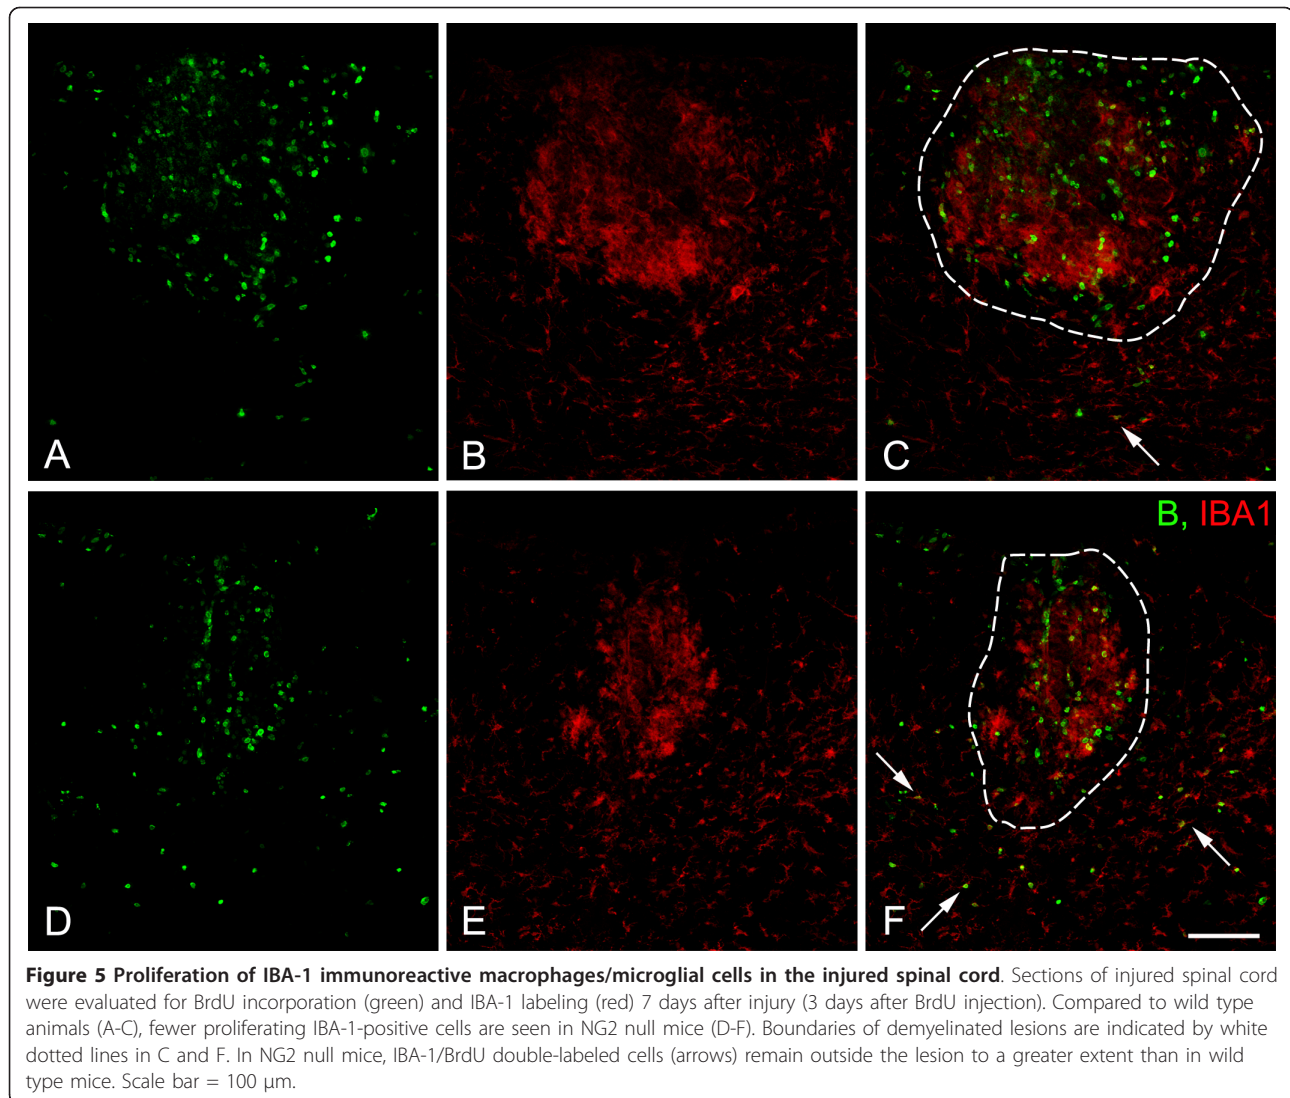 A
B
C
B, IBA1
D
E
F
Figure 5 Proliferation of IBA-1 immunoreactive macrophages/microglial cells in the injured spinal cord. Sections of injured spinal cord
were evaluated for BrdU incorporation (green) and IBA-1 labeling (red) 7 days after injury (3 days after BrdU injection). Compared to wild type
animals (A-C), fewer proliferating IBA-1-positive cells are seen in NG2 null mice (D-F). Boundaries of demyelinated lesions are indicated by white
dotted lines in C and F. In NG2 null mice, IBA-1/BrdU double-labeled cells (arrows) remain outside the lesion to a greater extent than in wild
type mice. Scale bar = 100 μm.